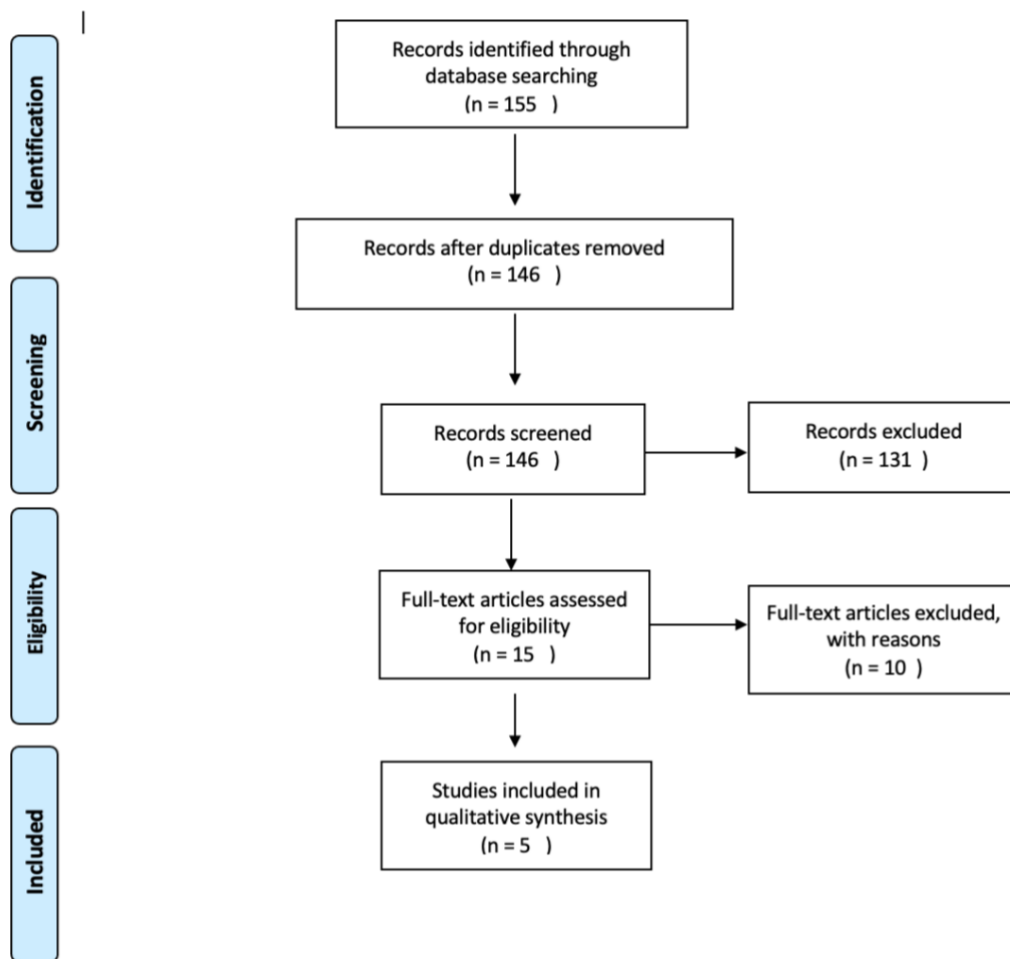 Identification
Records identified through
database searching
(n = 155 )
Records after duplicates removed
(n = 146 )
Screening
Records screened
(n = 146 )
Records excluded
(n = 131 )
Eligibility
Full-text articles assessed
for eligibility
(n = 15 )
Full-text articles excluded,
with reasons
(n = 10 )
Included
Studies included in
qualitative synthesis
(n = 5 )